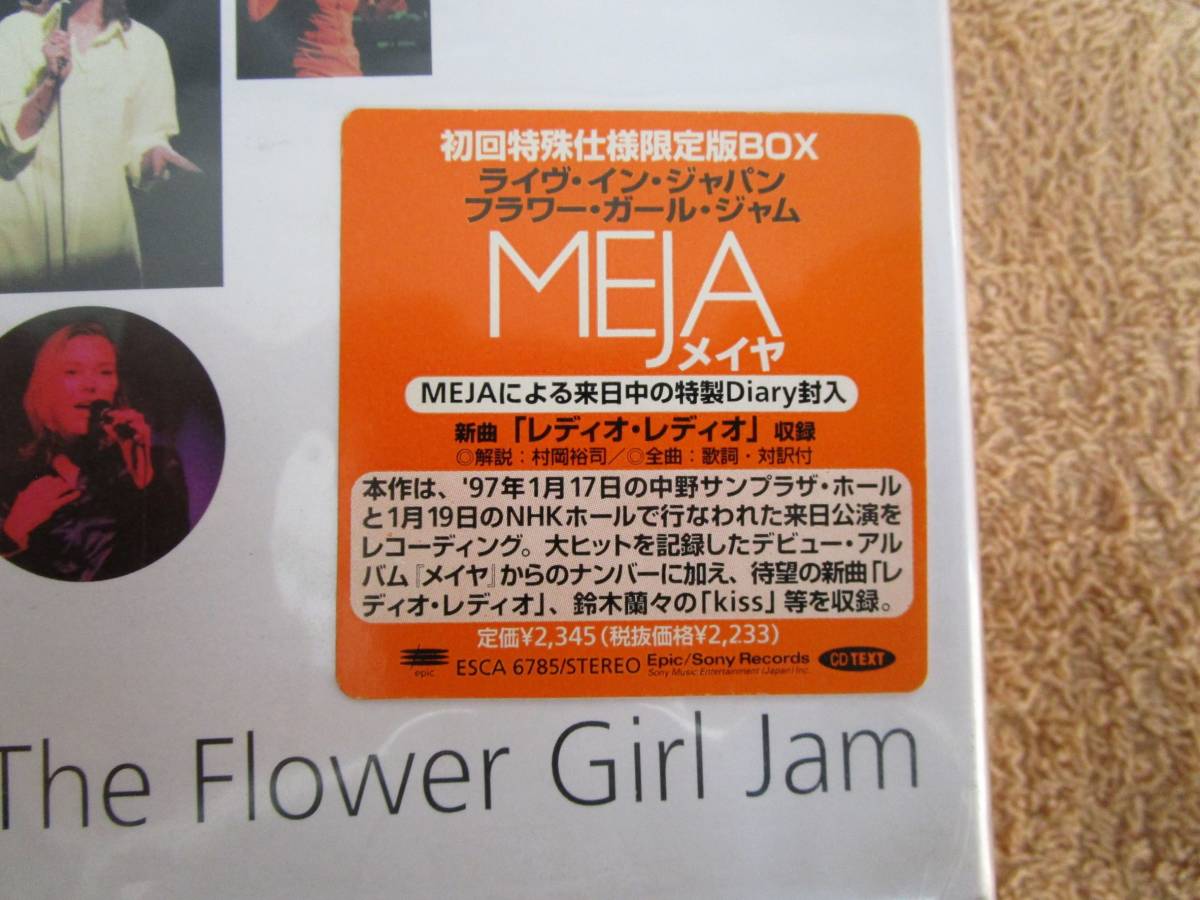 初回特殊仕様限定版BOX
ライヴ・イン・ジャパン
フラワー・ガール・ジャム
MEJA
メイヤ
MEJAによる来日中の特製Diary封入
新曲「レディオ・レディオ」収録
◎解説：村岡裕司／◎全曲：歌詞・対訳付
本作は、'97年1月17日の中野サンプラザ・ホール
と1月19日のNHKホールで行なわれた来日公演を
レコーディング。大ヒットを記録したデビュー・アル
バム『メイヤ』からのナンバーに加え、待望の新曲「レ
ディオ・レディオ」、鈴木蘭々の「kiss」等を収録。
定価¥2,345(税抜価格¥2,233)
epic ESCA 6785/STEREO Epic/Sony Records CD TEXT
Sony Music Entertainment (Japan) Inc.
The Flower Girl Jam